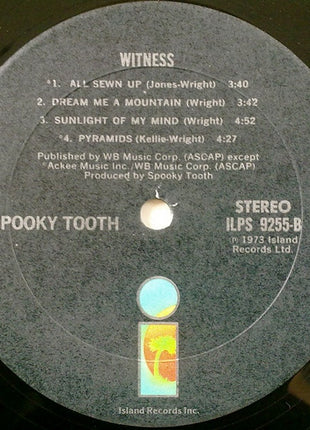 WITNESS
*1. ALL SEWN UP (Jones-Wright) 3:40
2. DREAM ME A MOUNTAIN (Wright) 3:42
3. SUNLIGHT OF MY MIND (Wright) 4:52
*4. PYRAMIDS (Kellie-Wright) 4:27
Published by WB Music Corp. (ASCAP) except
*Ackee Music Inc./WB Music Corp. (ASCAP)
Produced by Spooky Tooth
POOKY TOOTH
STEREO
ILPS 9255-B
℗ 1973 Island
Records Ltd.
i
Island Records Inc.